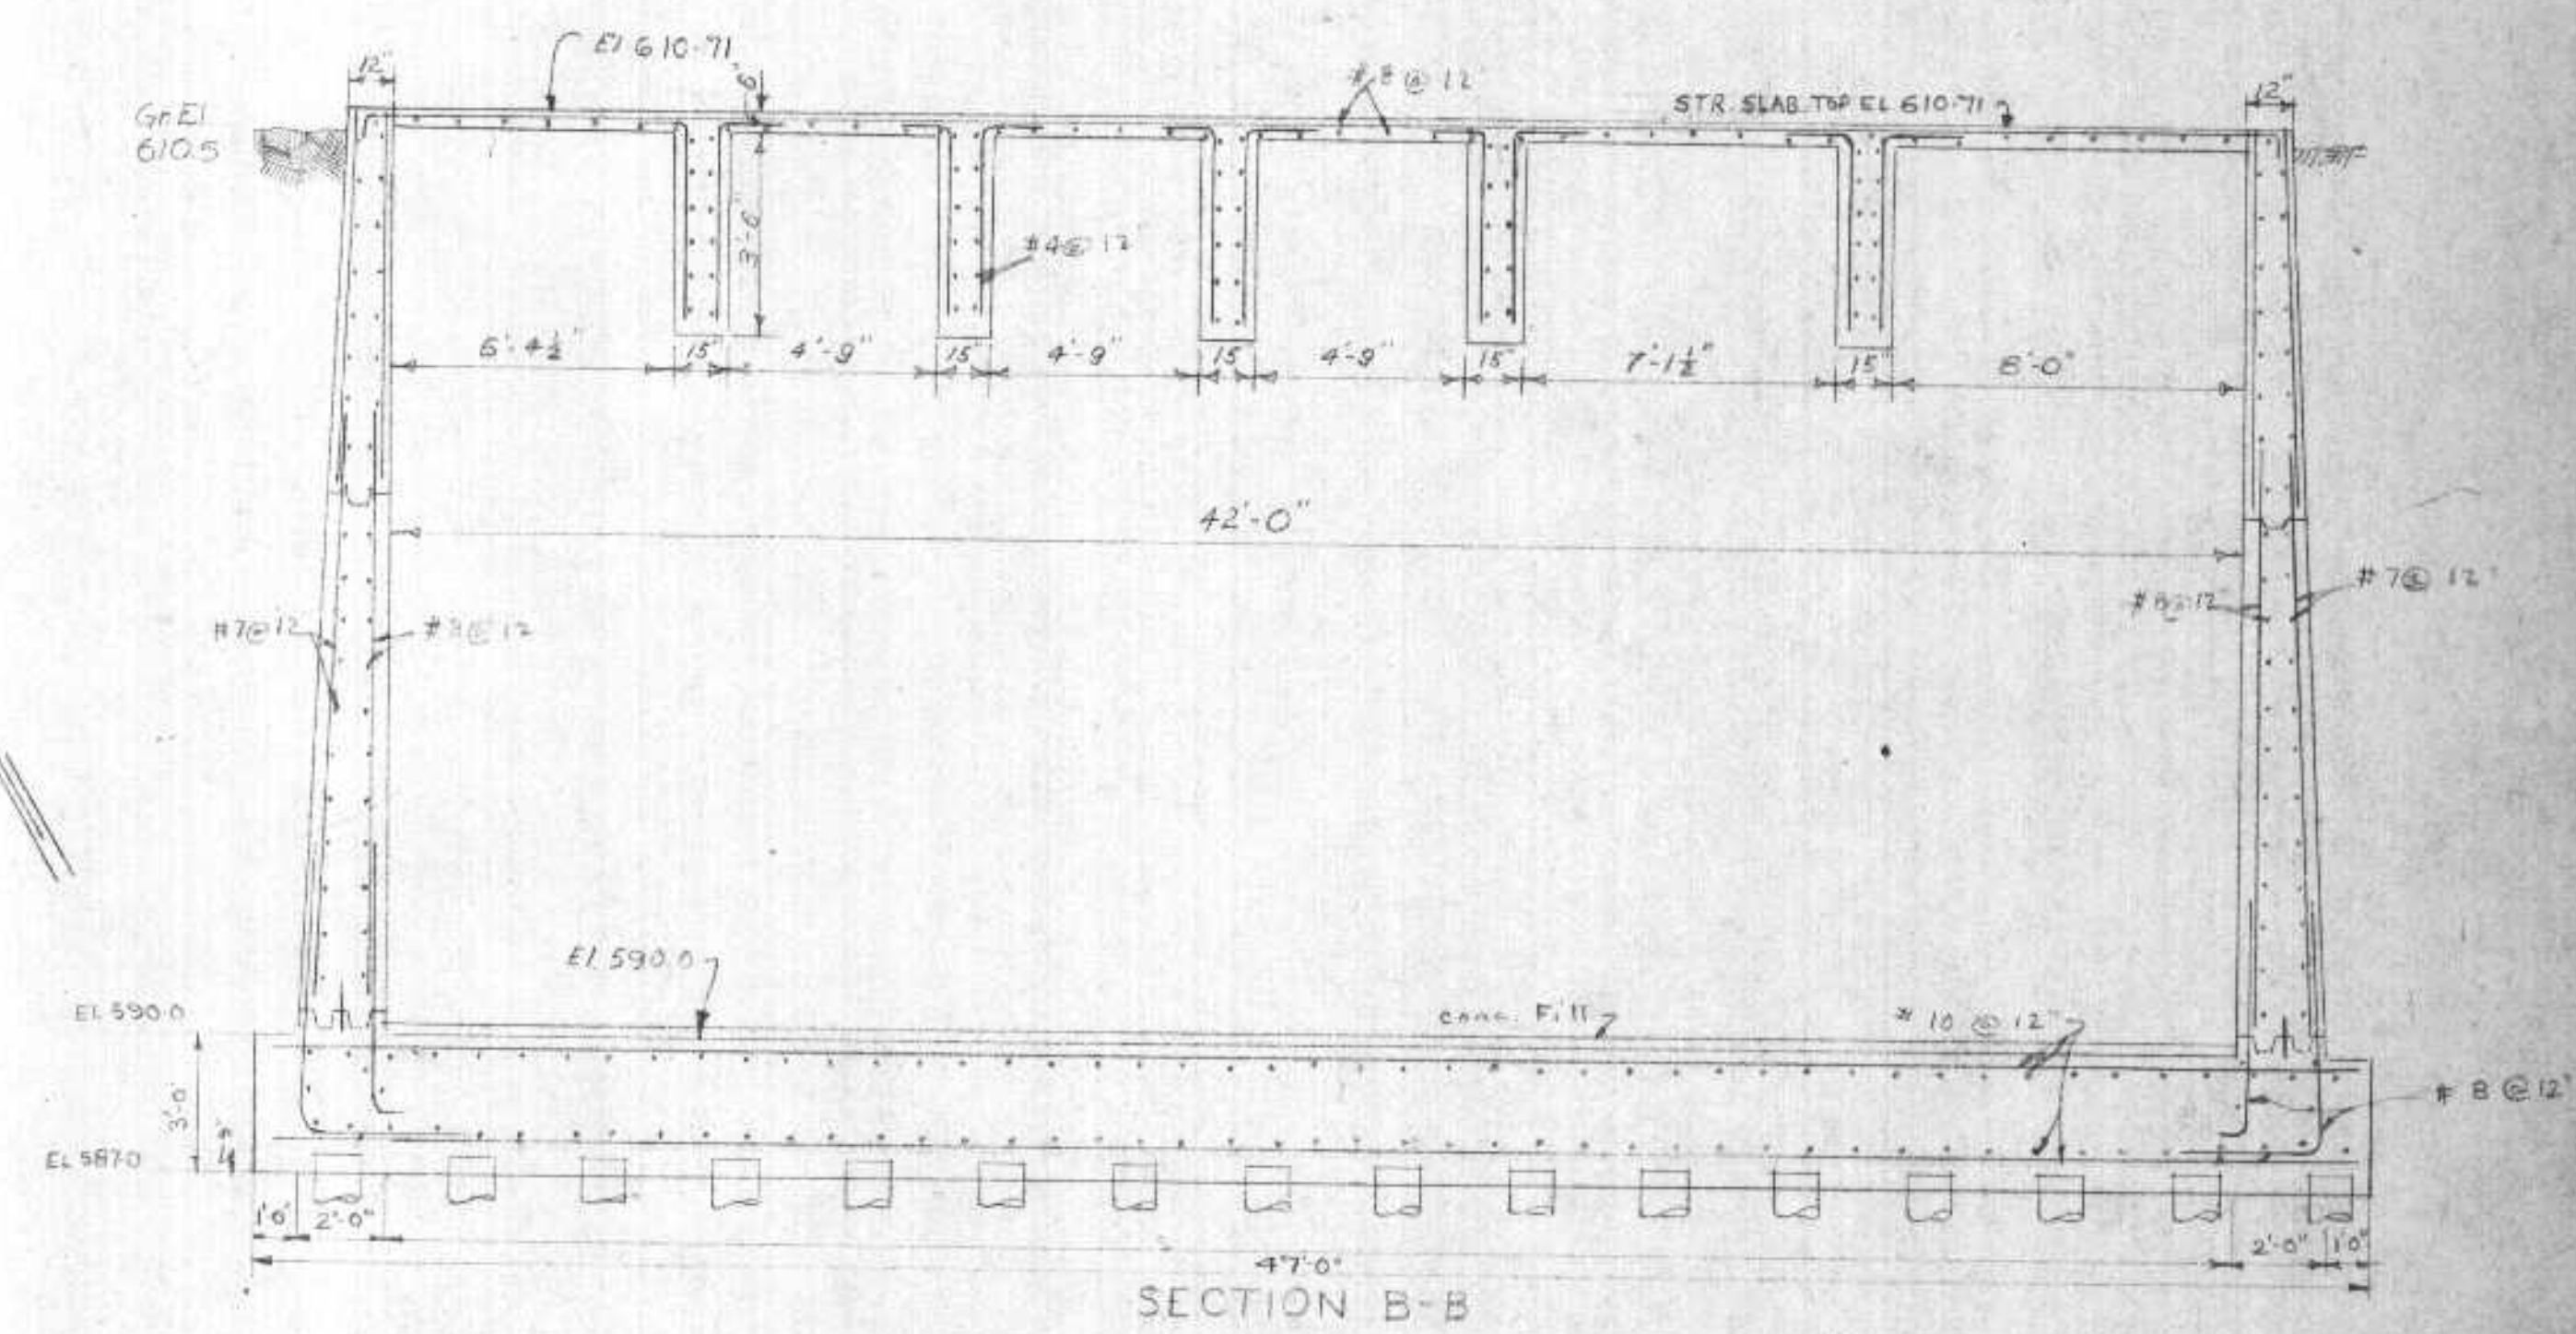 El 610.71
12"
6"
#8 @ 12"
STR. SLAB TOP EL 610.71
12"
Gr El
610.5
3'-6"
#4 @ 12"
6'-4½"
15"
4'-9"
15"
4'-9"
15
4'-9"
15"
7'-1½"
15"
8'-0"
42'-0"
#7@12
#8@12
#8@12"
#7@ 12"
El 590.0
EL 590.0
conc. Fill
#10 @ 12"
3'-0"
EL 587.0
#8 @ 12"
1'0"
2'-0"
2'-0"
1'0"
47'-0"
SECTION B-B